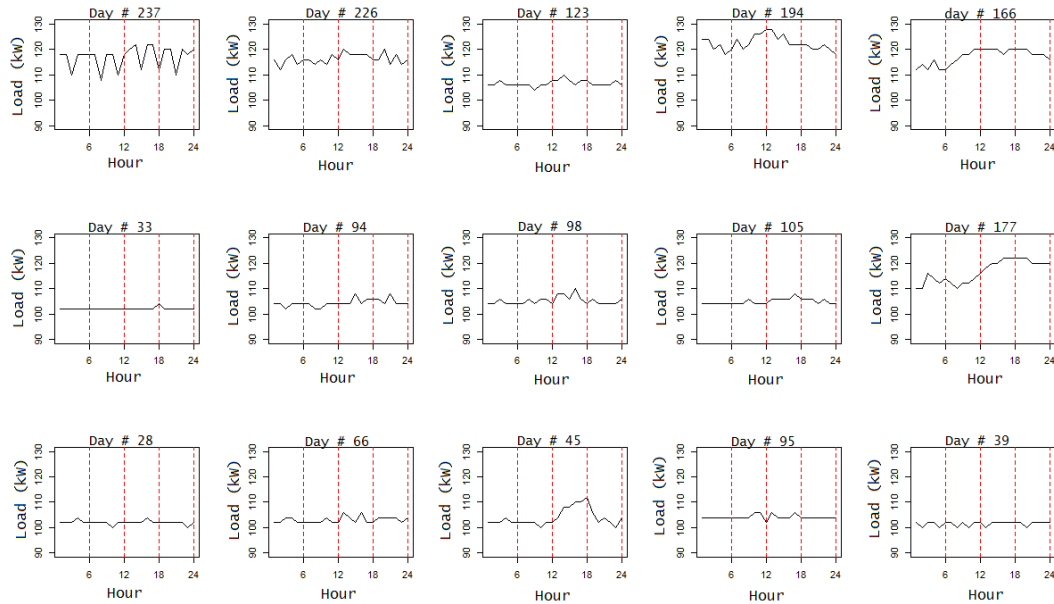 Day # 237
Load (kW)
90 100 110 120 130
6 12 18 24
Hour
Day # 226
Load (kW)
90 100 110 120 130
6 12 18 24
Hour
Day # 123
Load (kW)
90 100 110 120 130
6 12 18 24
Hour
Day # 194
Load (kW)
90 100 110 120 130
6 12 18 24
Hour
day # 166
Load (kW)
90 100 110 120 130
6 12 18 24
Hour
Day # 33
Load (kW)
90 100 110 120 130
6 12 18 24
Hour
Day # 94
Load (kW)
90 100 110 120 130
6 12 18 24
Hour
Day # 98
Load (kW)
90 100 110 120 130
6 12 18 24
Hour
Day # 105
Load (kW)
90 100 110 120 130
6 12 18 24
Hour
Day # 177
Load (kW)
90 100 110 120 130
6 12 18 24
Hour
Day # 28
Load (kW)
90 100 110 120 130
6 12 18 24
Hour
Day # 66
Load (kW)
90 100 110 120 130
6 12 18 24
Hour
Day # 45
Load (kW)
90 100 110 120 130
6 12 18 24
Hour
Day # 95
Load (kW)
90 100 110 120 130
6 12 18 24
Hour
Day # 39
Load (kW)
90 100 110 120 130
6 12 18 24
Hour